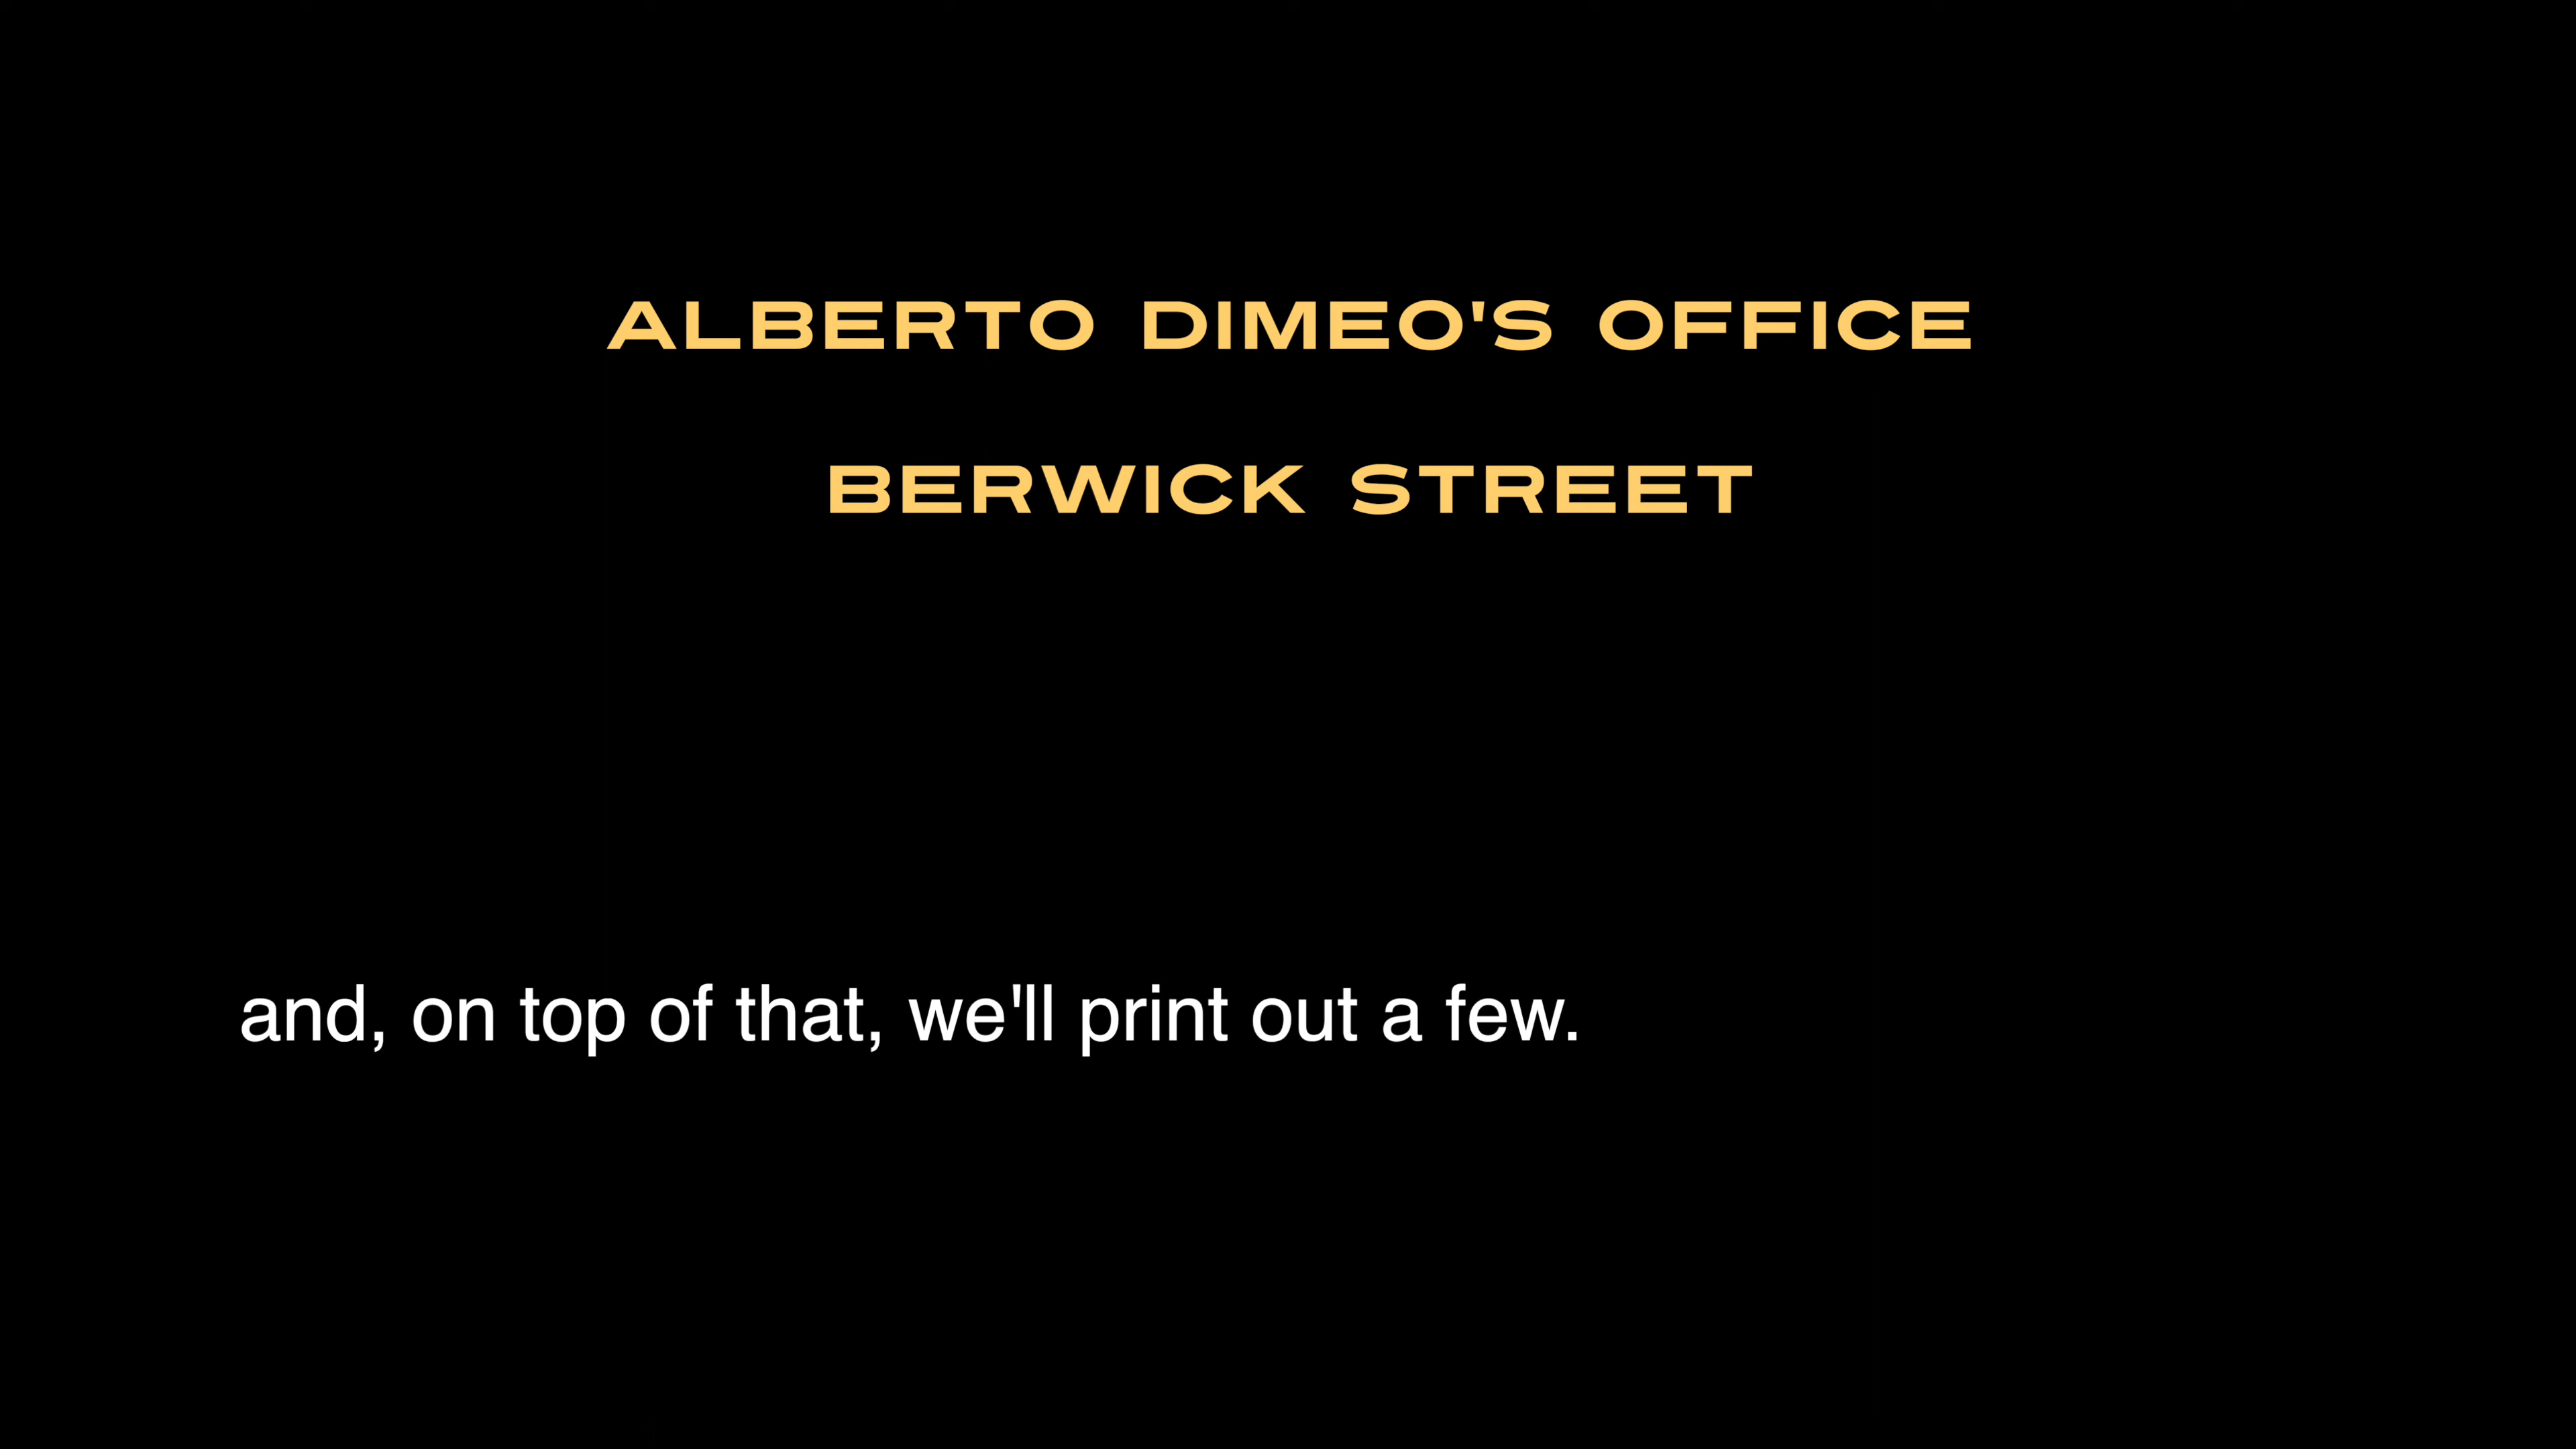 ALBERTO DIMEO'S OFFICE
BERWICK STREET
and, on top of that, we'll print out a few.